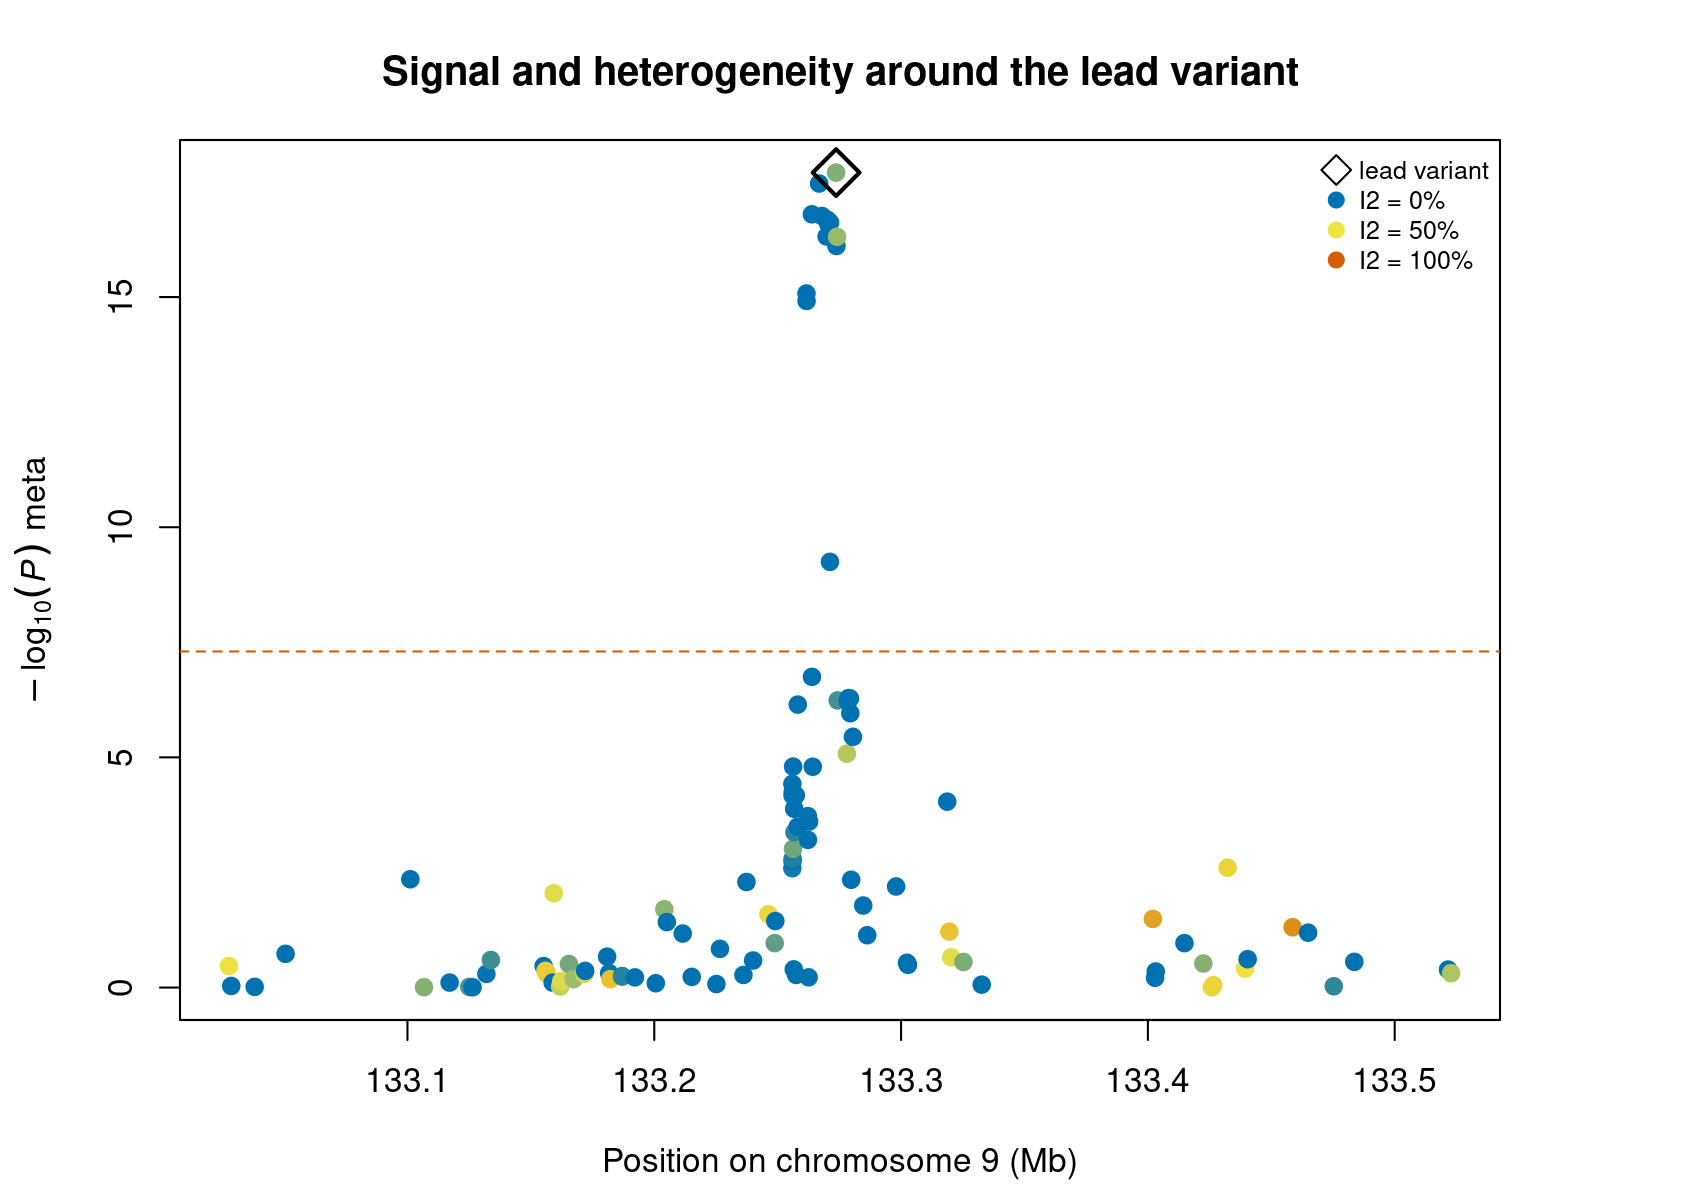 Signal and heterogeneity around the lead variant
lead variant
I2 = 0%
I2 = 50%
I2 = 100%
15
10
5
0
−log10(P) meta
133.1
133.2
133.3
133.4
133.5
Position on chromosome 9 (Mb)